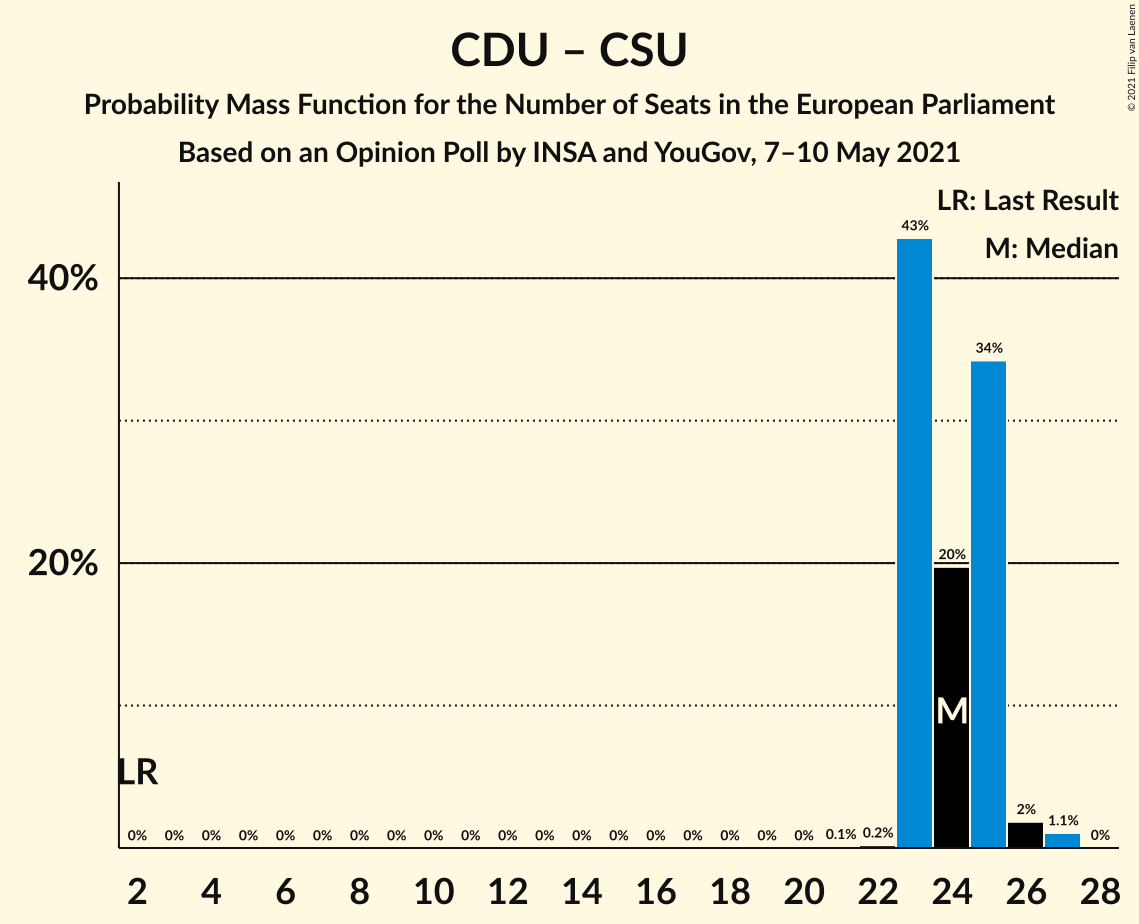 CDU – CSU
Probability Mass Function for the Number of Seats in the European Parliament
Based on an Opinion Poll by INSA and YouGov, 7–10 May 2021
© 2021 Filip van Laenen
LR: Last Result
M: Median
43%
34%
40%
20%
20%
M
LR
0% 0% 0% 0% 0% 0% 0% 0% 0% 0% 0% 0% 0% 0% 0% 0% 0% 0% 0% 0.1% 0.2% 2% 1.1% 0%
2 4 6 8 10 12 14 16 18 20 22 24 26 28